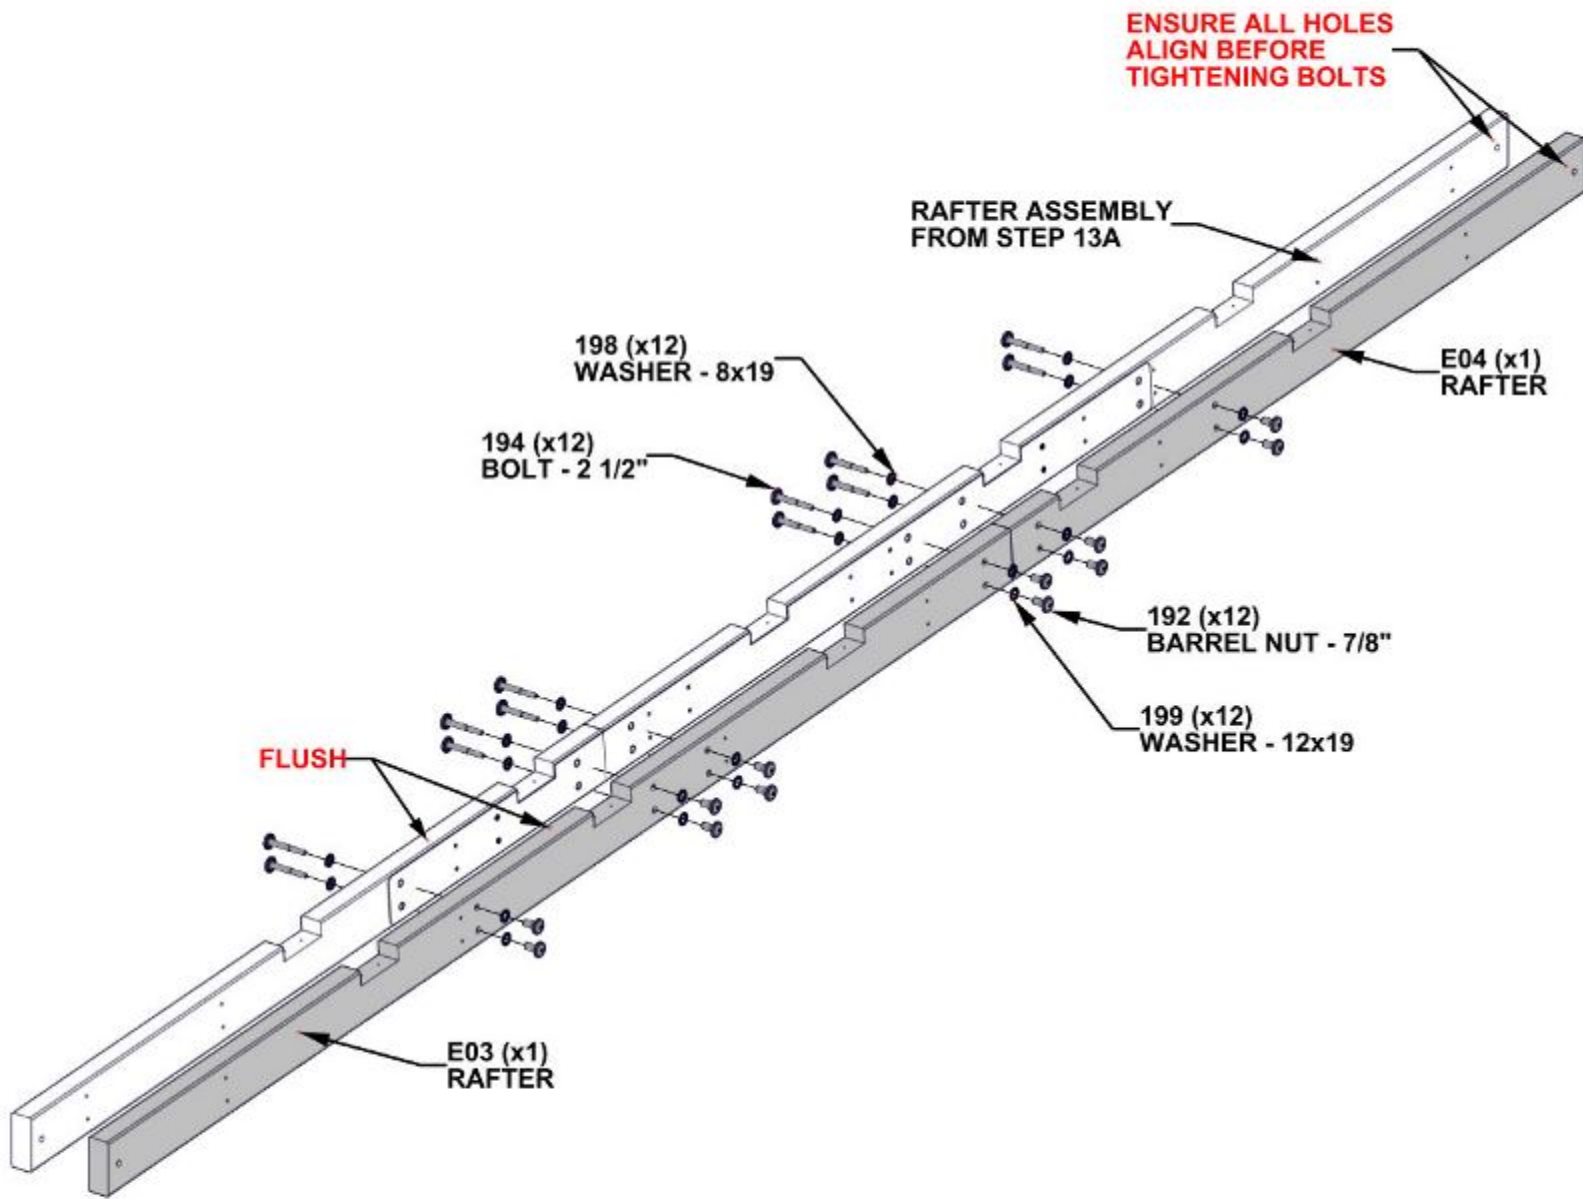 ENSURE ALL HOLES
ALIGN BEFORE
TIGHTENING BOLTS
RAFTER ASSEMBLY
FROM STEP 13A
198 (x12)
WASHER - 8x19
E04 (x1)
RAFTER
194 (x12)
BOLT - 2 1/2"
192 (x12)
BARREL NUT - 7/8"
199 (x12)
WASHER - 12x19
FLUSH
E03 (x1)
RAFTER